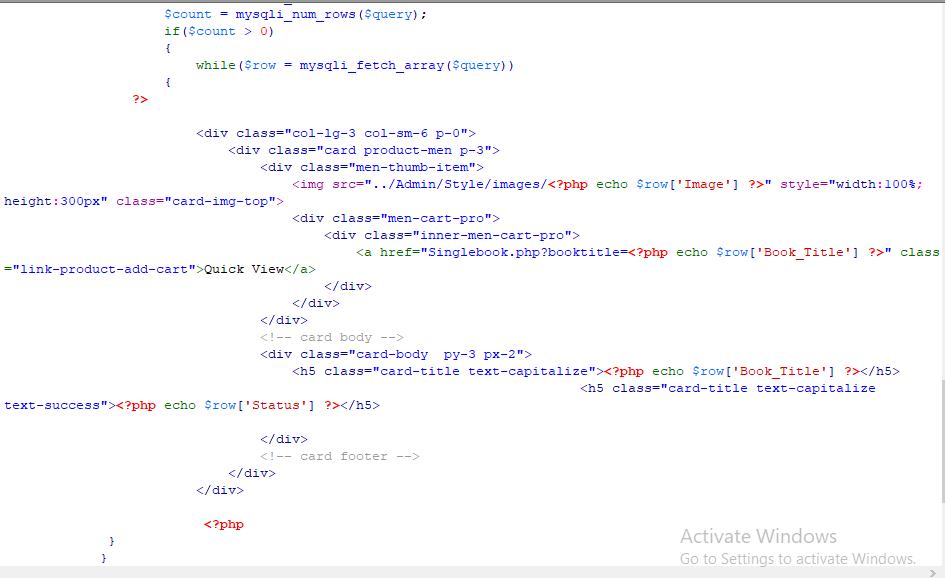 $count = mysqli_num_rows($query);
if($count > 0)
{
while($row = mysqli_fetch_array($query))
{
?>
<div class="col-lg-3 col-sm-6 p-0">
<div class="card product-men p-3">
<div class="men-thumb-item">
<img src="../Admin/Style/images/<?php echo $row['Image'] ?>" style="width:100%;
height:300px" class="card-img-top">
<div class="men-cart-pro">
<div class="inner-men-cart-pro">
<a href="Singlebook.php?booktitle=<?php echo $row['Book_Title'] ?>" class
="link-product-add-cart">Quick View</a>
</div>
</div>
</div>
<!-- card body -->
<div class="card-body  py-3 px-2">
<h5 class="card-title text-capitalize"><?php echo $row['Book_Title'] ?></h5>
<h5 class="card-title text-capitalize
text-success"><?php echo $row['Status'] ?></h5>
</div>
<!-- card footer -->
</div>
</div>
<?php
}
}
Activate Windows
Go to Settings to activate Windows.